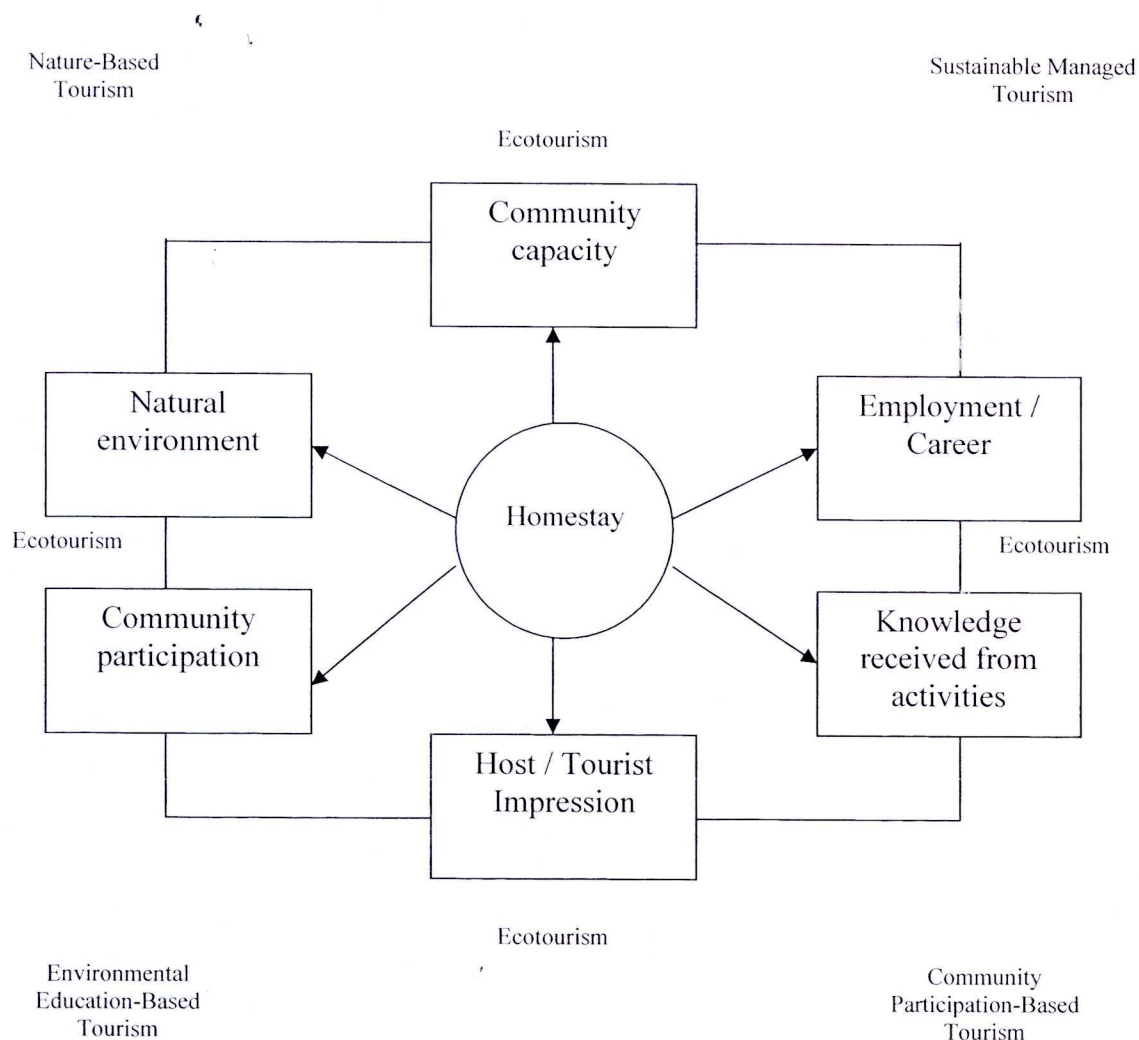 Nature-Based
Tourism
Sustainable Managed
Tourism
Ecotourism
Community
capacity
Natural
environment
Employment /
Career
Homestay
Ecotourism
Ecotourism
Community
participation
Knowledge
received from
activities
Host / Tourist
Impression
Ecotourism
Environmental
Education-Based
Tourism
Community
Participation-Based
Tourism